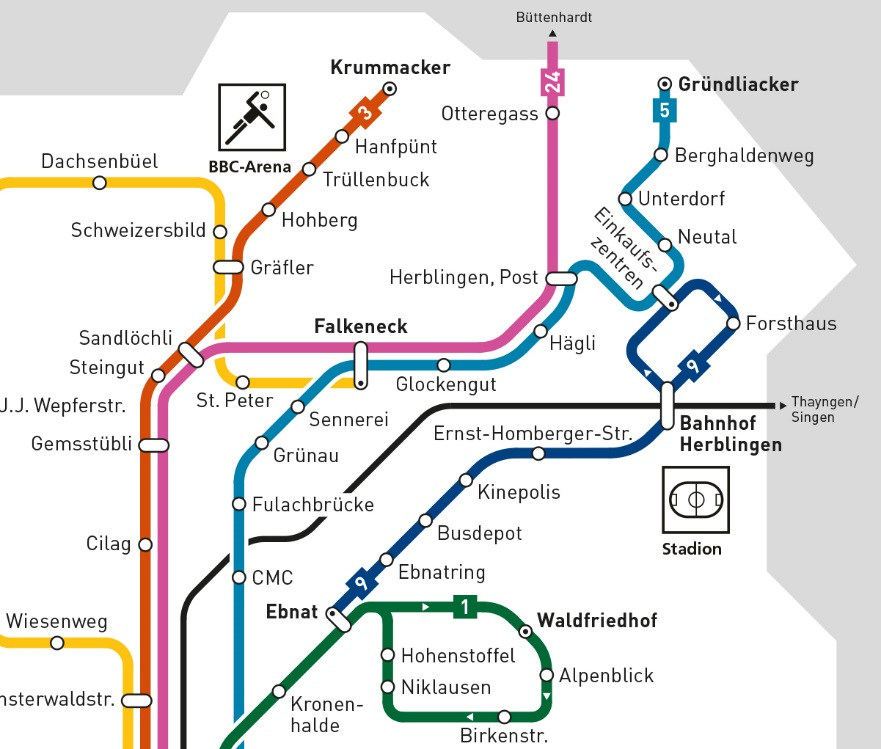 Büttenhardt
Krummacker
24
Gründliacker
3
5
Otteregass
Hanfpünt
BBC-Arena
Dachsenbüel
Berghaldenweg
Trüllenbuck
Unterdorf
Hohberg
Schweizersbild
Neutal
Einkaufs-
zentren
Gräfler
Herblingen, Post
Forsthaus
Falkeneck
Sandlöchli
Hägli
Steingut
9
Glockengut
St. Peter
J.J. Wepferstr.
Thayngen/
Singen
Sennerei
Bahnhof
Herblingen
Ernst-Homberger-Str.
Gemsstübli
Grünau
Kinepolis
Fulachbrücke
Busdepot
Cilag
Stadion
Ebnatring
CMC
9
Ebnat
1
Wiesenweg
Waldfriedhof
Hohenstoffel
Alpenblick
Niklausen
nsterwaldstr.
Kronen-
halde
Birkenstr.